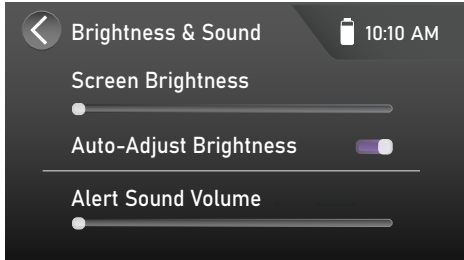 Brightness & Sound 10:10 AM
Screen Brightness
Auto-Adjust Brightness
Alert Sound Volume